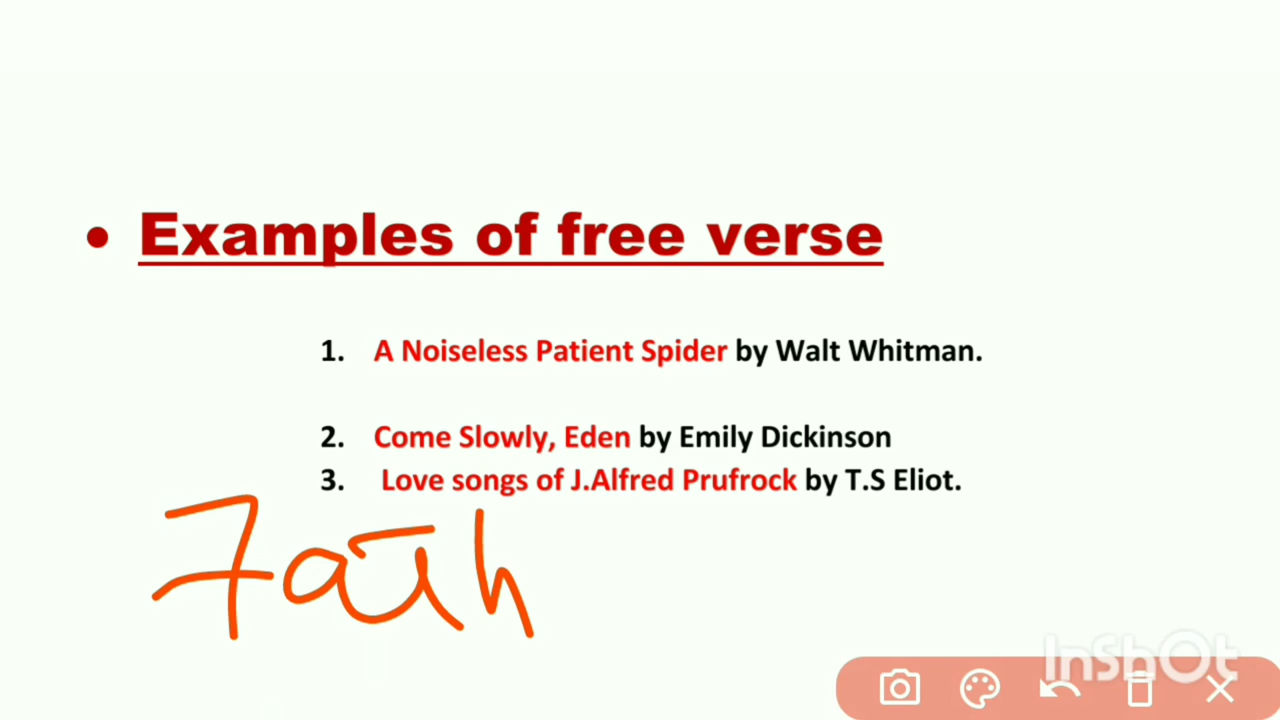 • Examples of free verse
1. A Noiseless Patient Spider by Walt Whitman.
2. Come Slowly, Eden by Emily Dickinson
3. Love songs of J.Alfred Prufrock by T.S Eliot.
InShOt